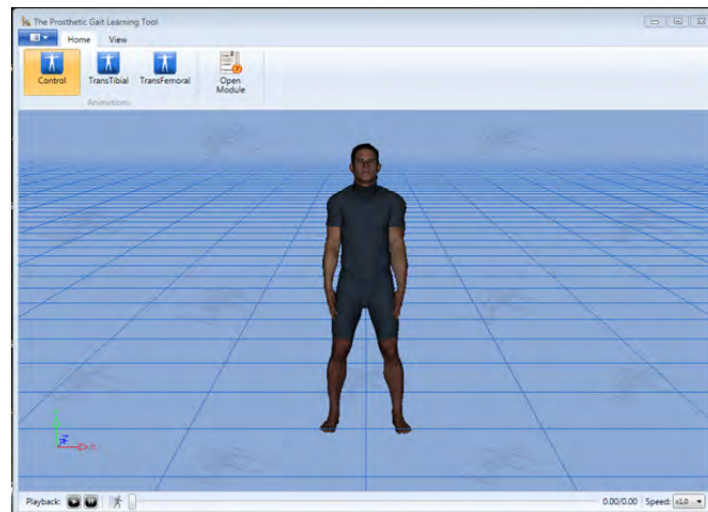 The Prosthetic Gait Learning Tool
Home View
Control TransTibial TransFemoral Open Module
Animations
Playback: 0.00/0.00 Speed: x1.0